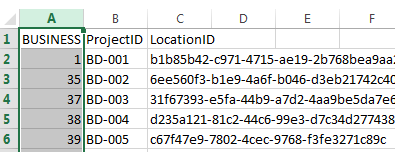 A B C D E F
1 BUSINESS ProjectID LocationID
2 1 BD-001 b1b85b42-c971-4715-ae19-2b768bea9aa
3 35 BD-002 6ee560f3-b1e9-4a6f-b046-d3eb21742c40
4 37 BD-003 31f67393-e5fa-44b9-a7d2-4aa9be5da7e6
5 38 BD-004 d235a121-81c2-44c6-99e3-d7c34d277438
6 39 BD-005 c67f47e9-7802-4cec-9768-f3fe3271c89c